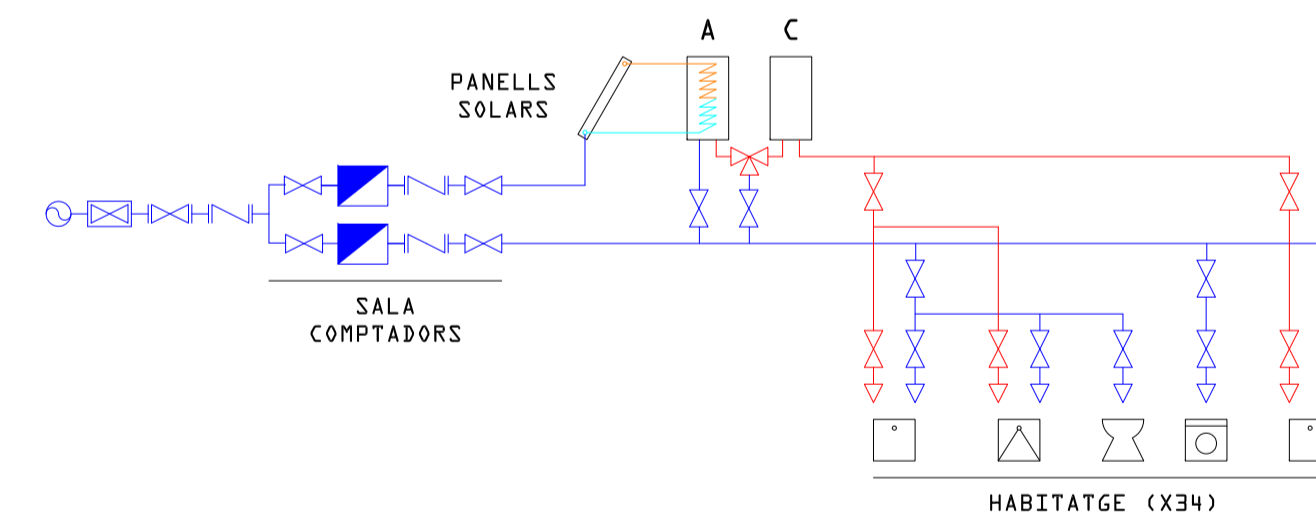 A
C
PANELLS
SOLARS
SALA
COMPTADORS
HABITATGE (X34)